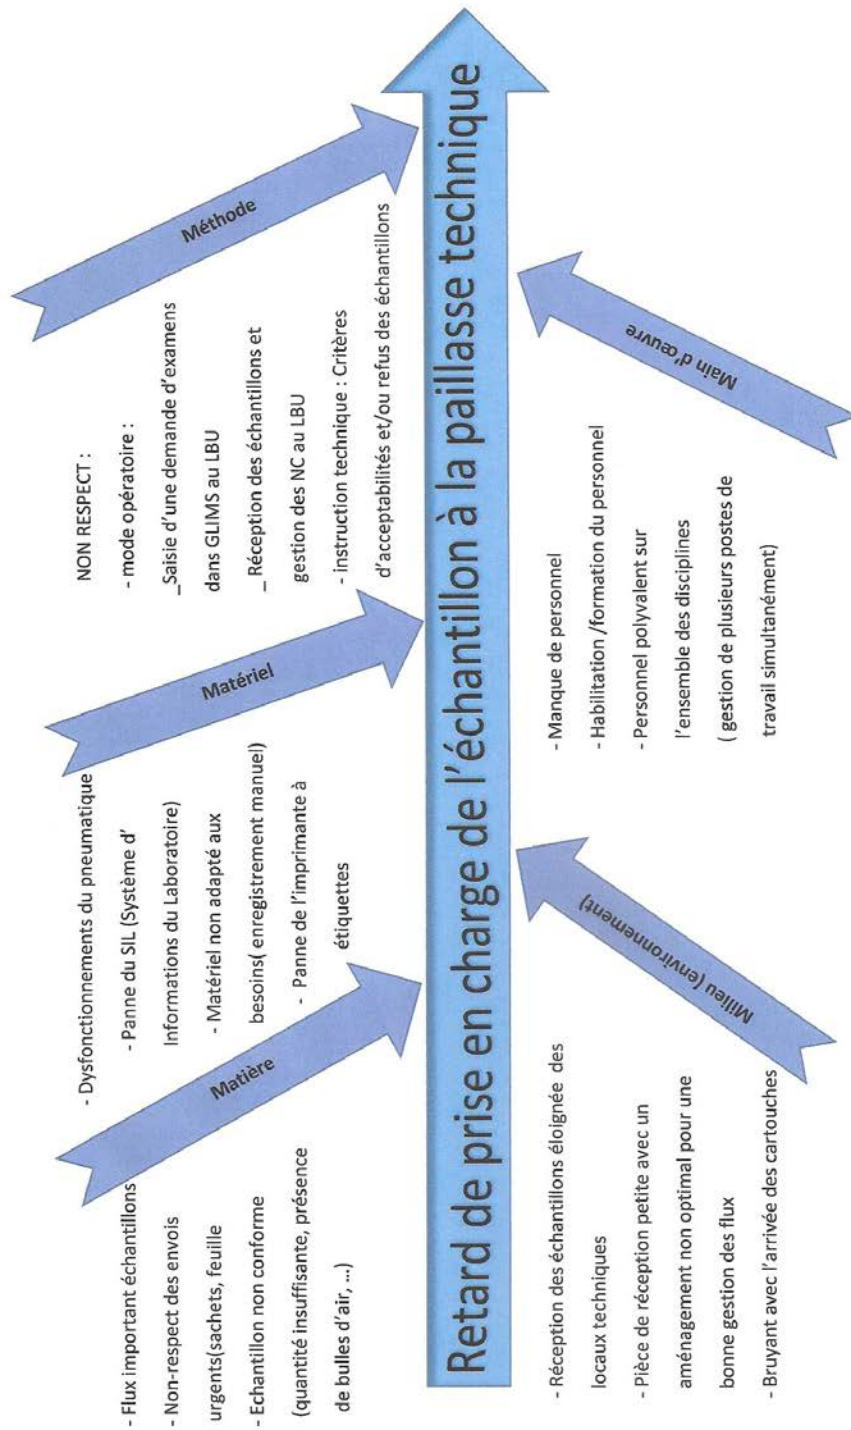 Matière
- Flux important échantillons
- Non-respect des envois
urgents(sachets, feuille
- Echantillon non conforme
(quantité insuffisante, présence
de bulles d'air, ...)
Matériel
- Dysfonctionnements du pneumatique
- Panne du SIL (Système d'
Informations du Laboratoire)
- Matériel non adapté aux
besoins( enregistrement manuel)
- Panne de l'imprimante à
étiquettes
Méthode
NON RESPECT :
- mode opératoire :
_Saisie d'une demande d'examens
dans GLIMS au LBU
_ Réception des échantillons et
gestion des NC au LBU
- instruction technique : Critères
d'acceptabilités et/ou refus des échantillons
Retard de prise en charge de l'échantillon à la paillasse technique
Milieu (environnement)
- Réception des échantillons éloignée des
locaux techniques
- Pièce de réception petite avec un
aménagement non optimal pour une
bonne gestion des flux
- Bruyant avec l'arrivée des cartouches
Main d'œuvre
- Manque de personnel
- Habilitation /formation du personnel
- Personnel polyvalent sur
l'ensemble des disciplines
( gestion de plusieurs postes de
travail simultanément)